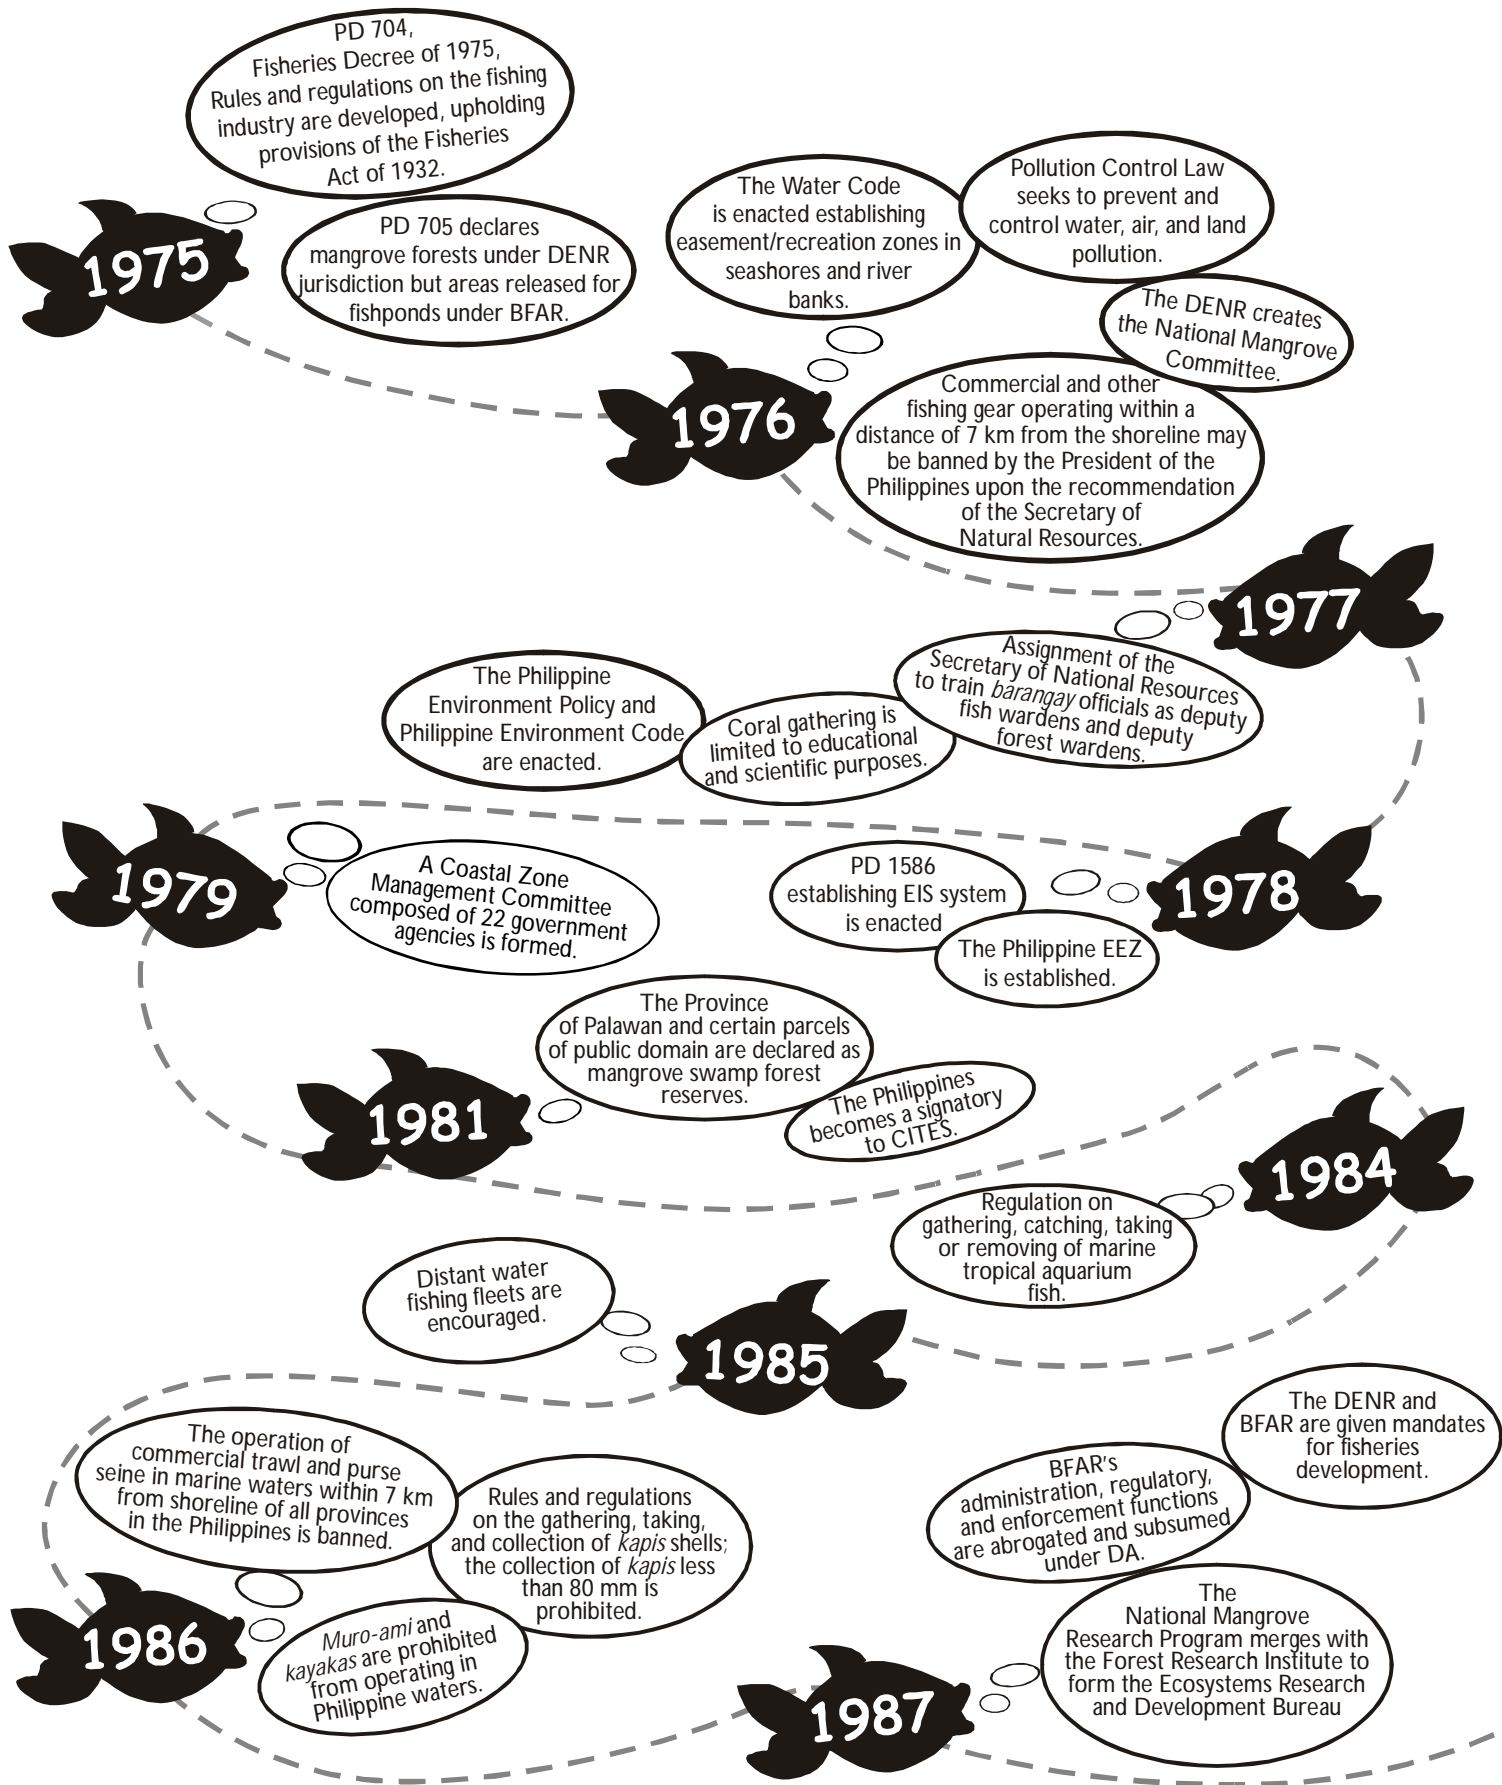 PD 704,
Fisheries Decree of 1975,
Rules and regulations on the fishing
industry are developed, upholding
provisions of the Fisheries
Act of 1932.
1975
PD 705 declares
mangrove forests under DENR
jurisdiction but areas released for
fishponds under BFAR.
The Water Code
is enacted establishing
easement/recreation zones in
seashores and river
banks.
Pollution Control Law
seeks to prevent and
control water, air, and land
pollution.
The DENR creates
the National Mangrove
Committee.
1976
Commercial and other
fishing gear operating within a
distance of 7 km from the shoreline may
be banned by the President of the
Philippines upon the recommendation
of the Secretary of
Natural Resources.
1977
Assignment of the
Secretary of National Resources
to train barangay officials as deputy
fish wardens and deputy
forest wardens.
Coral gathering is
limited to educational
and scientific purposes.
The Philippine
Environment Policy and
Philippine Environment Code
are enacted.
1978
PD 1586
establishing EIS system
is enacted
The Philippine EEZ
is established.
1979
A Coastal Zone
Management Committee
composed of 22 government
agencies is formed.
1981
The Province
of Palawan and certain parcels
of public domain are declared as
mangrove swamp forest
reserves.
The Philippines
becomes a signatory
to CITES.
1984
Regulation on
gathering, catching, taking
or removing of marine
tropical aquarium
fish.
1985
Distant water
fishing fleets are
encouraged.
1986
The operation of
commercial trawl and purse
seine in marine waters within 7 km
from shoreline of all provinces
in the Philippines is banned.
Rules and regulations
on the gathering, taking,
and collection of kapis shells;
the collection of kapis less
than 80 mm is
prohibited.
Muro-ami and
kayakas are prohibited
from operating in
Philippine waters.
1987
The DENR and
BFAR are given mandates
for fisheries
development.
BFAR's
administration, regulatory,
and enforcement functions
are abrogated and subsumed
under DA.
The
National Mangrove
Research Program merges with
the Forest Research Institute to
form the Ecosystems Research
and Development Bureau